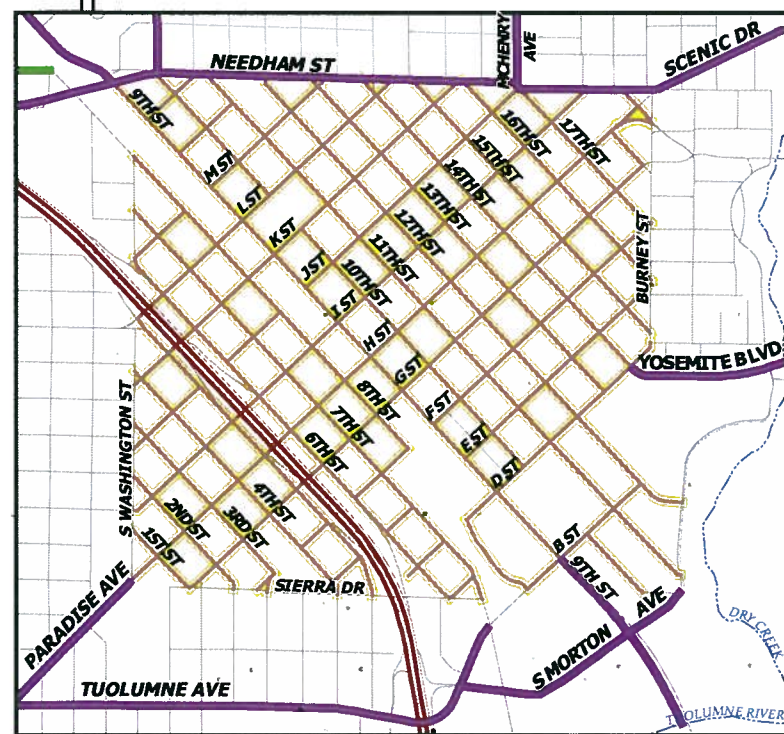 MCHENRY
AVE
NEEDHAM ST
SCENIC DR
9TH ST
16TH ST
17TH ST
15TH ST
M ST
14TH ST
L ST
13TH ST
K ST
12TH ST
11TH ST
J ST
10TH ST
BURNEY ST
I ST
H ST
YOSEMITE BLVD
G ST
8TH ST
F ST
7TH ST
E ST
6TH ST
D ST
S WASHINGTON ST
4TH ST
2ND ST
3RD ST
1ST ST
B ST
9TH ST
SIERRA DR
PARADISE AVE
S MORTON AVE
DRY CREEK
TUOLUMNE AVE
TUOLUMNE RIVER